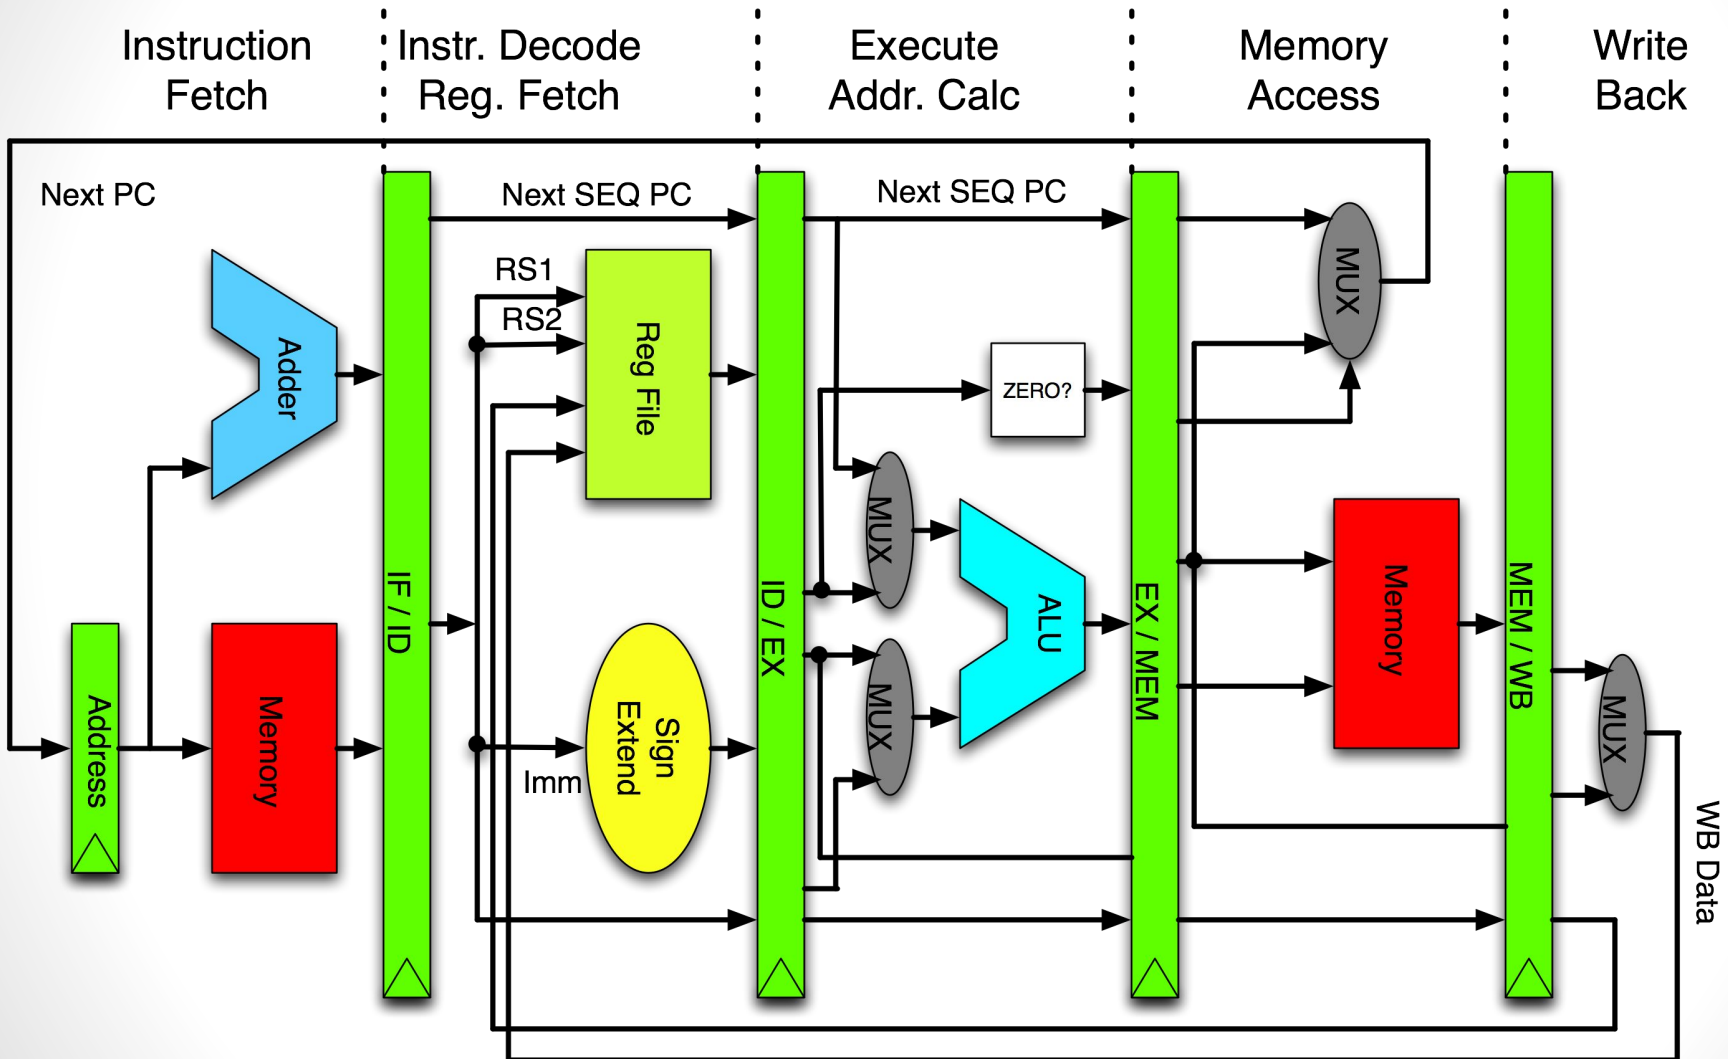 Instruction
Fetch
Instr. Decode
Reg. Fetch
Execute
Addr. Calc
Memory
Access
Write
Back
Next PC
Next SEQ PC
Next SEQ PC
RS1
RS2
Adder
Reg File
MUX
ZERO?
MUX
ALU
Memory
IF / ID
ID / EX
EX / MEM
MEM / WB
Address
Memory
Sign
Extend
Imm
MUX
MUX
WB Data